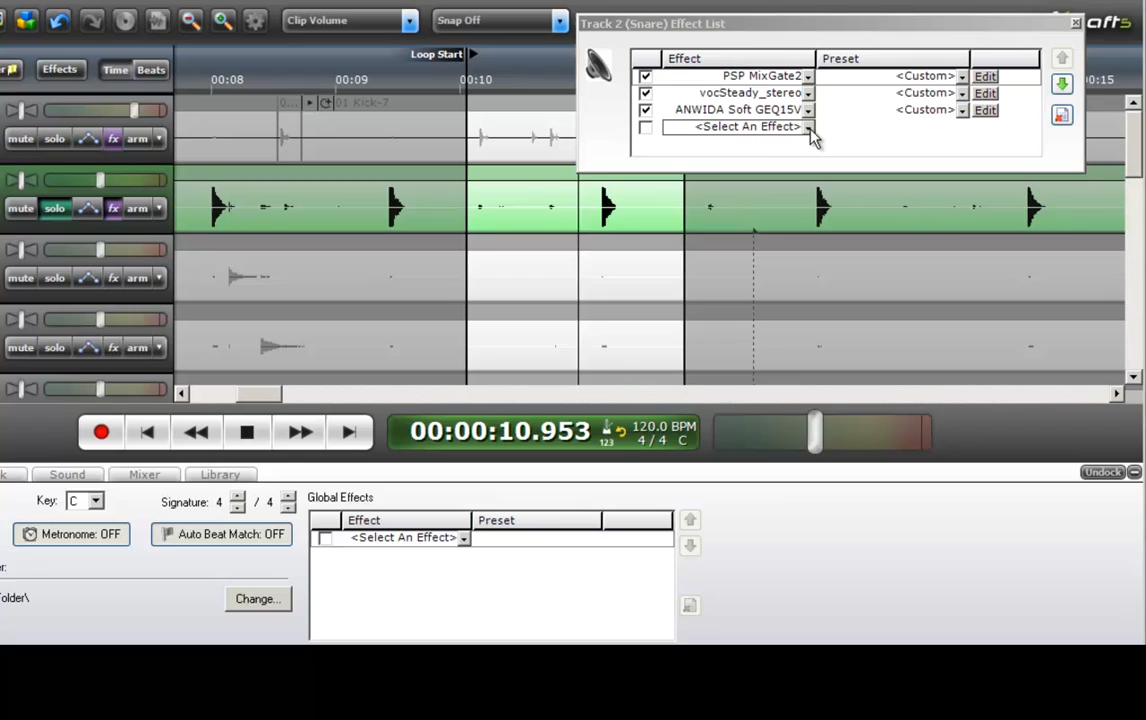 Clip Volume
Snap Off
Track 2 (Snare) Effect List
afts
Effects
Time
Beats
Loop Start
00:08
00:09
00:10
:15
Effect
Preset
PSP MixGate2
<Custom>
Edit
vocSteady_stereo
<Custom>
Edit
ANWIDA Soft GEQ15V
<Custom>
Edit
<Select An Effect>
0...
01 Kick-7
mute
solo
fx
arm
mute
solo
fx
arm
mute
solo
fx
arm
mute
solo
fx
arm
00:00:10.953
123
120.0 BPM
4 / 4 C
k
Sound
Mixer
Library
Undock
Key:
C
Signature:
4
/ 4
Global Effects
Metronome: OFF
Auto Beat Match: OFF
Effect
Preset
<Select An Effect>
er:
Folder\
Change...